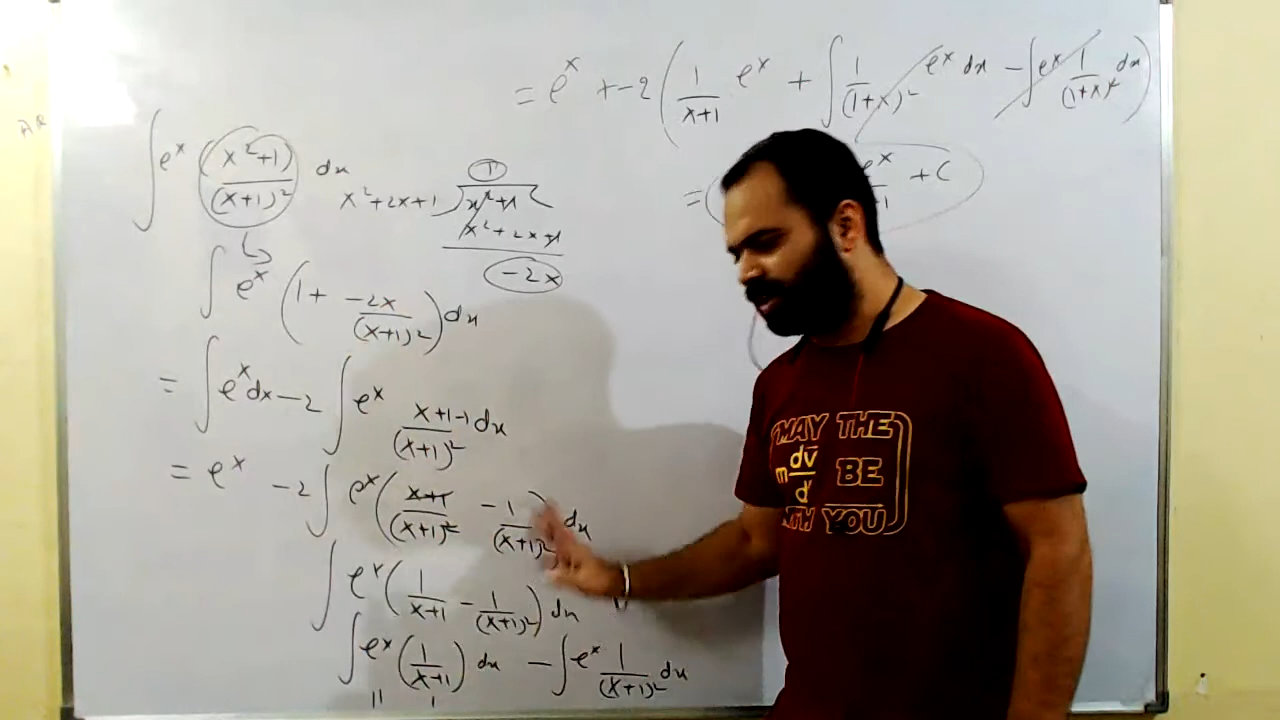 ∫ e^x (x²+1)/(x+1)² dx
x²+2x+1 ) x²+1 ( 1
x²+2x+1
-2x
∫ e^x (1 + -2x/(x+1)²) dx
= ∫ e^x dx - 2 ∫ e^x (x+1-1)/(x+1)² dx
= e^x - 2 ∫ e^x ( (x+1)/(x+1)² - 1/(x+1)² ) dx
∫ e^x ( 1/(x+1) - 1/(x+1)² ) dx
∫ e^x ( 1/(x+1) ) dx - ∫ e^x 1/(x+1)² dx
II I
= e^x + -2 ( 1/(x+1) e^x + ∫ 1/(1+x)² e^x dx - ∫ e^x 1/(1+x)² dx )
= e^x + C
MAY THE
m dv̄/d BE
WITH YOU